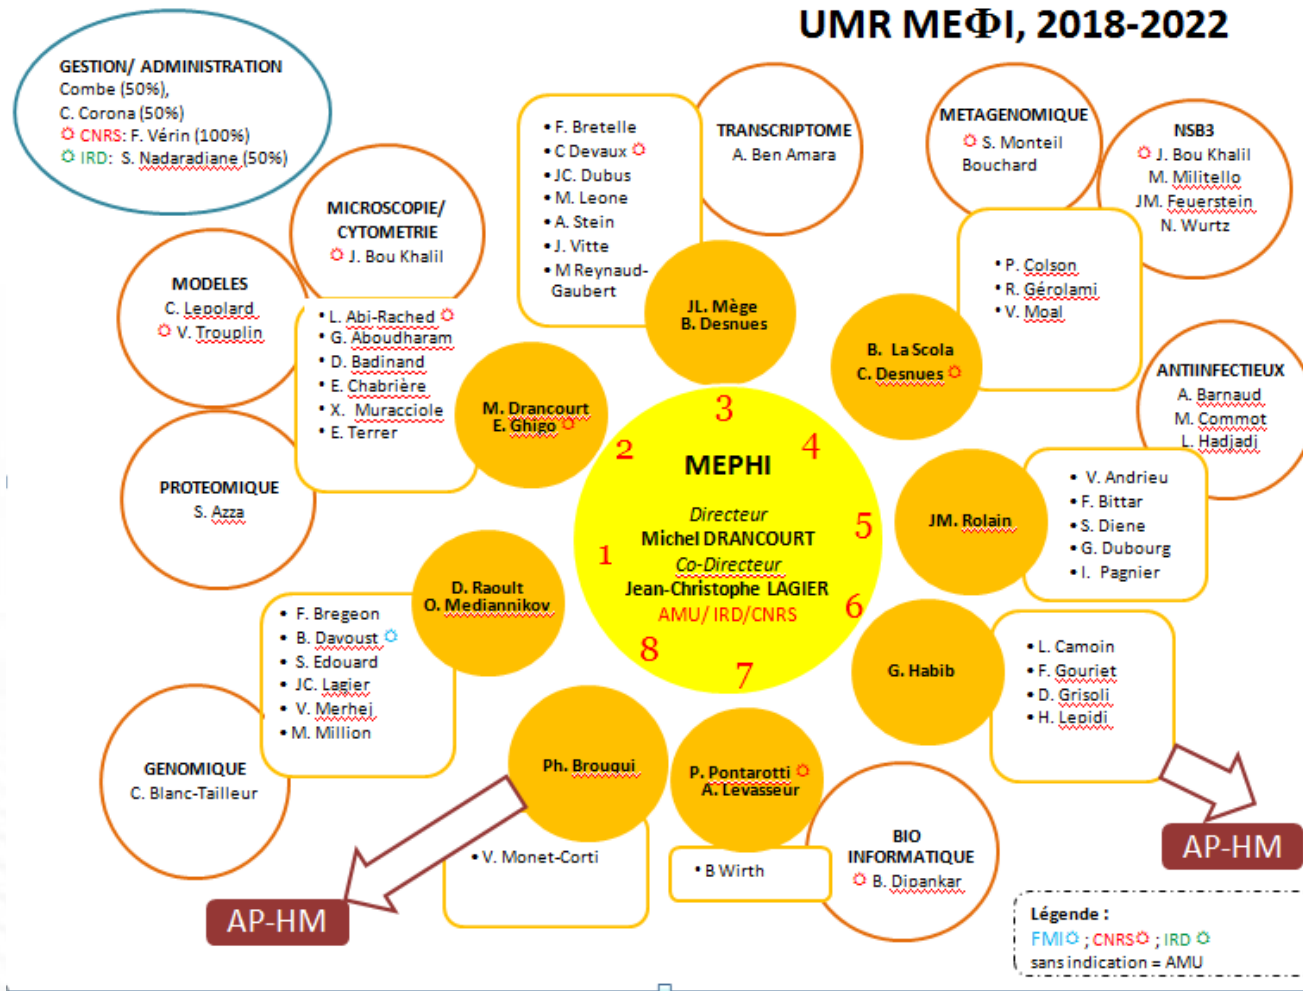 UMR MEΦI, 2018-2022
GESTION/ ADMINISTRATION
Combe (50%),
C. Corona (50%)
CNRS: F. Vérin (100%)
IRD: S. Nadaradiane (50%)
MICROSCOPIE/
CYTOMETRIE
J. Bou Khalil
MODELES
C. Lepolard
V. Trouplin
PROTEOMIQUE
S. Azza
• L. Abi-Rached
• G. Aboudharam
• D. Badinand
• E. Chabrière
• X. Muracciole
• E. Terrer
M. Drancourt
E. Ghigo
• F. Bretelle
• C Devaux
• JC. Dubus
• M. Leone
• A. Stein
• J. Vitte
• M Reynaud-
Gaubert
TRANSCRIPTOME
A. Ben Amara
JL. Mège
B. Desnues
METAGENOMIQUE
S. Monteil
Bouchard
NSB3
J. Bou Khalil
M. Militello
JM. Feuerstein
N. Wurtz
• P. Colson
• R. Gérolami
• V. Moal
B. La Scola
C. Desnues
ANTIINFECTIEUX
A. Barnaud
M. Commot
L. Hadjadj
• V. Andrieu
• F. Bittar
• S. Diene
• G. Dubourg
• I. Pagnier
JM. Rolain
MEPHI
Directeur
Michel DRANCOURT
Co-Directeur
Jean-Christophe LAGIER
AMU/ IRD/CNRS
1
2
3
4
5
6
7
8
D. Raoult
O. Mediannikov
• F. Bregeon
• B. Davoust
• S. Edouard
• JC. Lagier
• V. Merhej
• M. Million
GENOMIQUE
C. Blanc-Tailleur
G. Habib
• L. Camoin
• F. Gouriet
• D. Grisoli
• H. Lepidi
AP-HM
Ph. Brouqui
• V. Monet-Corti
AP-HM
P. Pontarotti
A. Levasseur
• B Wirth
BIO
INFORMATIQUE
B. Dipankar
Légende :
FMI ; CNRS ; IRD
sans indication = AMU